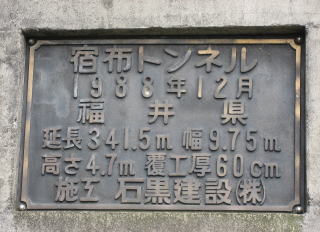 宿布トンネル
1988年12月
福井県
延長341.5m 幅9.75m
高さ4.7m 覆工厚60cm
施工 石黒建設(株)